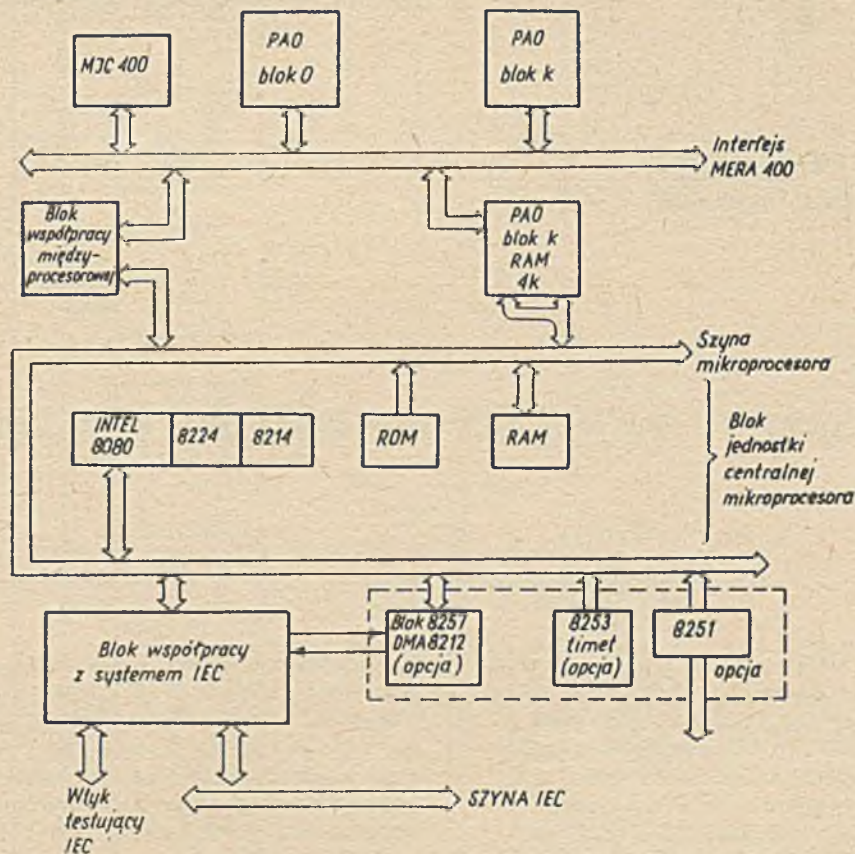 MJC 400
PAO
blok 0
PAO
blok k
Interfejs
MERA 400
Blok
współpracy
między-
procesorowej
PAO
blok k
RAM
4k
Szyna
mikroprocesora
INTEL
8080
8224
8214
ROM
RAM
Blok
jednostki
centralnej
mikroprocesora
Blok współpracy
z systemem IEC
Blok 8257
DMA 8212
(opcja)
8253
timet
(opcja)
8251
opcja
Wtyk
testujący
IEC
SZYNA IEC